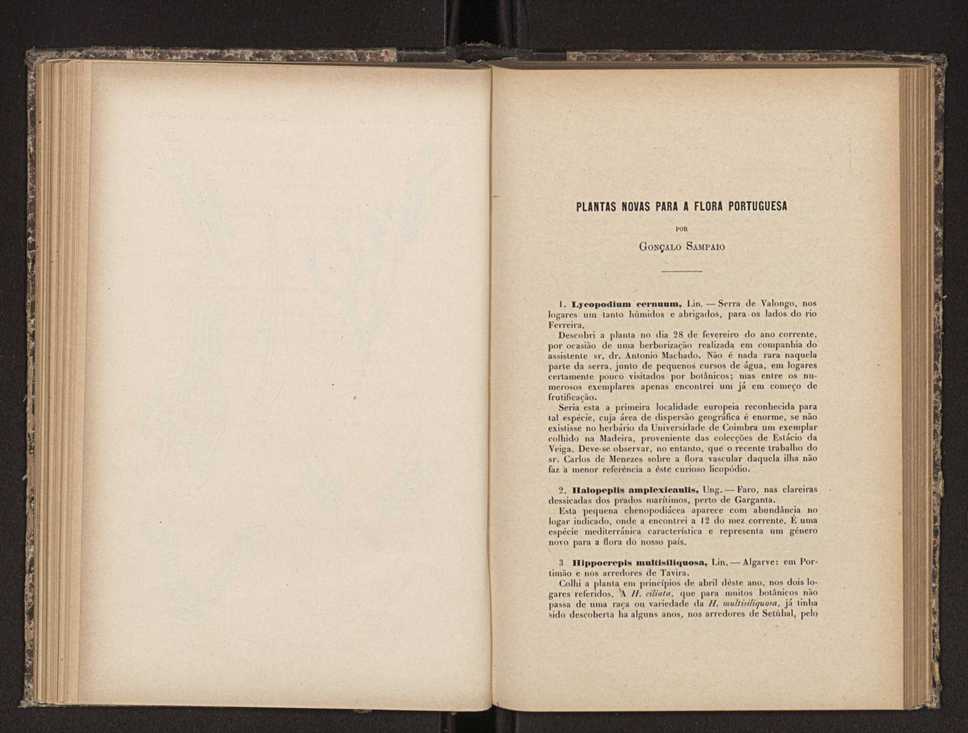 PLANTAS NOVAS PARA A FLORA PORTUGUESA
POR
GONÇALO SAMPAIO
1. Lycopodium cernuum, Lin. — Serra de Valongo, nos
logares um tanto húmidos e abrigados, para os lados do rio
Ferreira.
Descobri a planta no dia 28 de fevereiro do ano corrente,
por ocasião de uma herborização realizada em companhia do
assistente sr. dr. Antonio Machado. Não é nada rara naquela
parte da serra, junto de pequenos cursos de água, em logares
certamente pouco visitados por botânicos; mas entre os nu-
merosos exemplares apenas encontrei um já em começo de
frutificação.
Seria esta a primeira localidade europeia reconhecida para
tal espécie, cuja área de dispersão geográfica é enorme, se não
existisse no herbário da Universidade de Coimbra um exemplar
colhido na Madeira, proveniente das colecções de Estácio da
Veiga. Deve-se observar, no entanto, que o recente trabalho do
sr. Carlos de Menezes sobre a flora vascular daquela ilha não
faz a menor referência a éste curioso licopódio.
2. Halopeplis amplexicaulis, Ung. — Faro, nas clareiras
dessicadas dos prados marítimos, perto de Garganta.
Esta pequena chenopodiácea aparece com abundância no
logar indicado, onde a encontrei a 12 do mez corrente. É uma
espécie mediterránica característica e representa um género
novo para a flora do nosso país.
3 Hippocrepis multisiliquosa, Lin. — Algarve: em Por-
timão e nos arredores de Tavira.
Colhi a planta em princípios de abril déste ano, nos dois lo-
gares referidos. A H. ciliata, que para muitos botânicos não
passa de uma raça ou variedade da H. multisiliquosa, já tinha
sido descoberta ha alguns anos, nos arredores de Setúbal, pelo